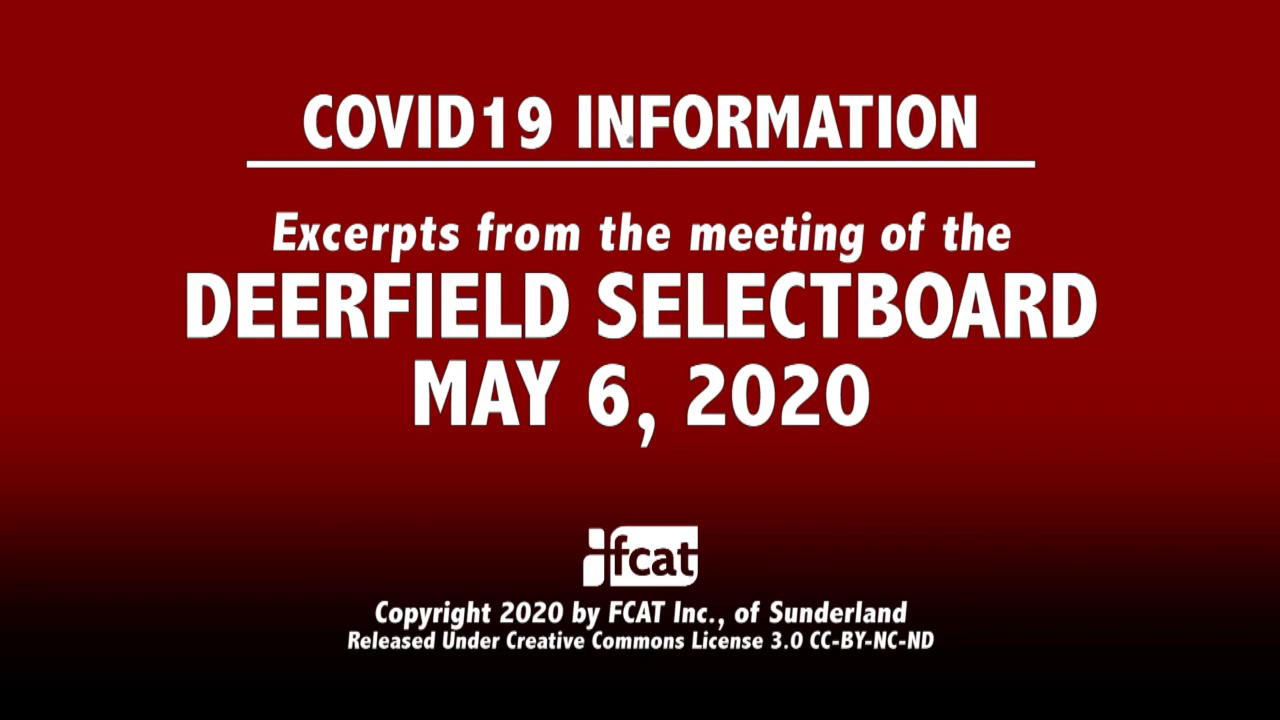 COVID19 INFORMATION
Excerpts from the meeting of the
DEERFIELD SELECTBOARD
MAY 6, 2020
fcat
Copyright 2020 by FCAT Inc., of Sunderland
Released Under Creative Commons License 3.0 CC-BY-NC-ND